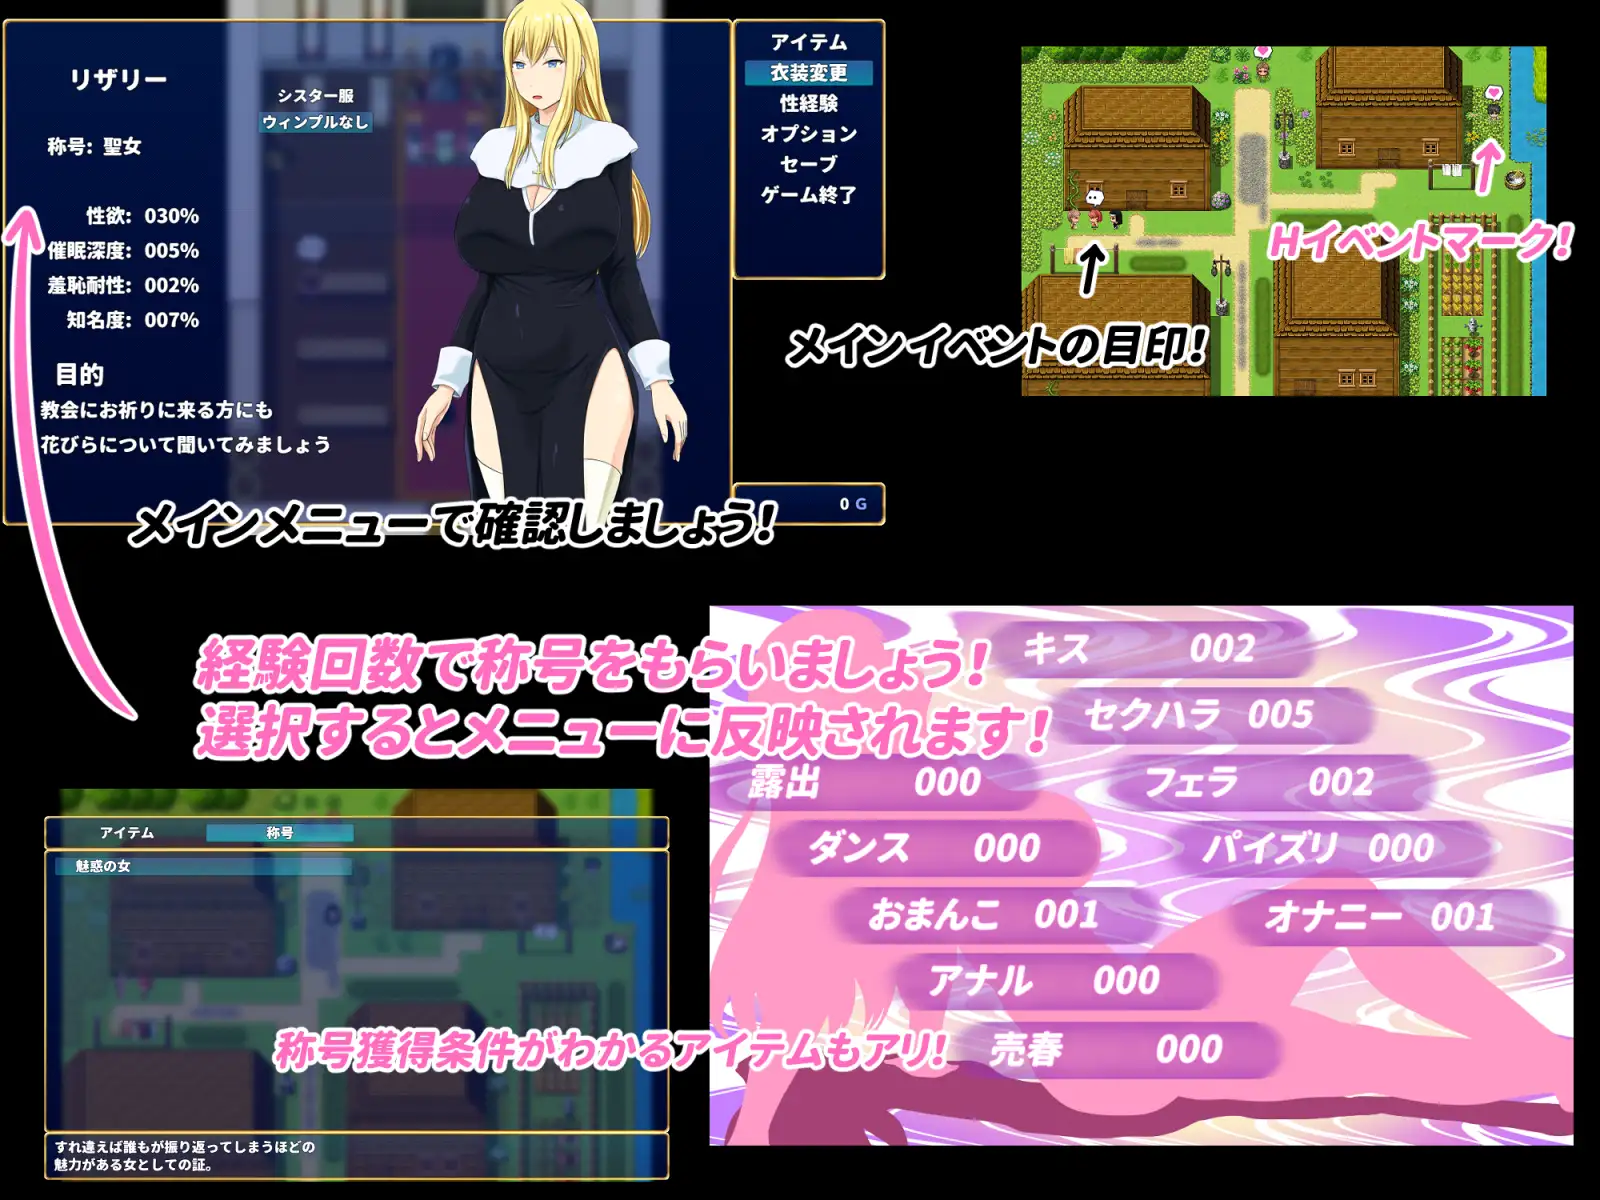 リザリー
称号: 聖女
性欲: 030%
催眠深度: 005%
羞恥耐性: 002%
知名度: 007%
目的
教会にお祈りに来る方にも
花びらについて聞いてみましょう
シスター服
ウィンプルなし
アイテム
衣装変更
性経験
オプション
セーブ
ゲーム終了
0 G
メインメニューで確認しましょう!
Hイベントマーク!
メインイベントの目印!
経験回数で称号をもらいましょう!
選択するとメニューに反映されます!
キス 002
セクハラ 005
露出 000
フェラ 002
ダンス 000
パイズリ 000
おまんこ 001
オナニー 001
アナル 000
売春 000
アイテム
称号
魅惑の女
称号獲得条件がわかるアイテムもアリ!
すれ違えば誰もが振り返ってしまうほどの
魅力がある女としての証。